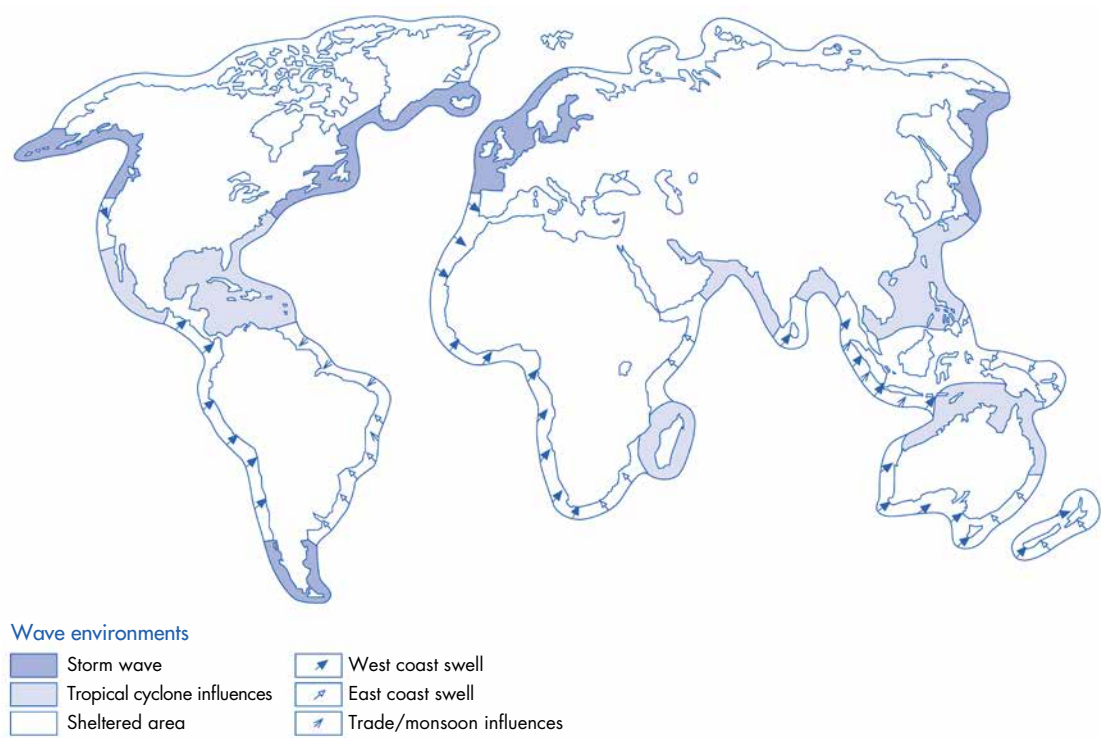 Wave environments
Storm wave
Tropical cyclone influences
Sheltered area
West coast swell
East coast swell
Trade/monsoon influences